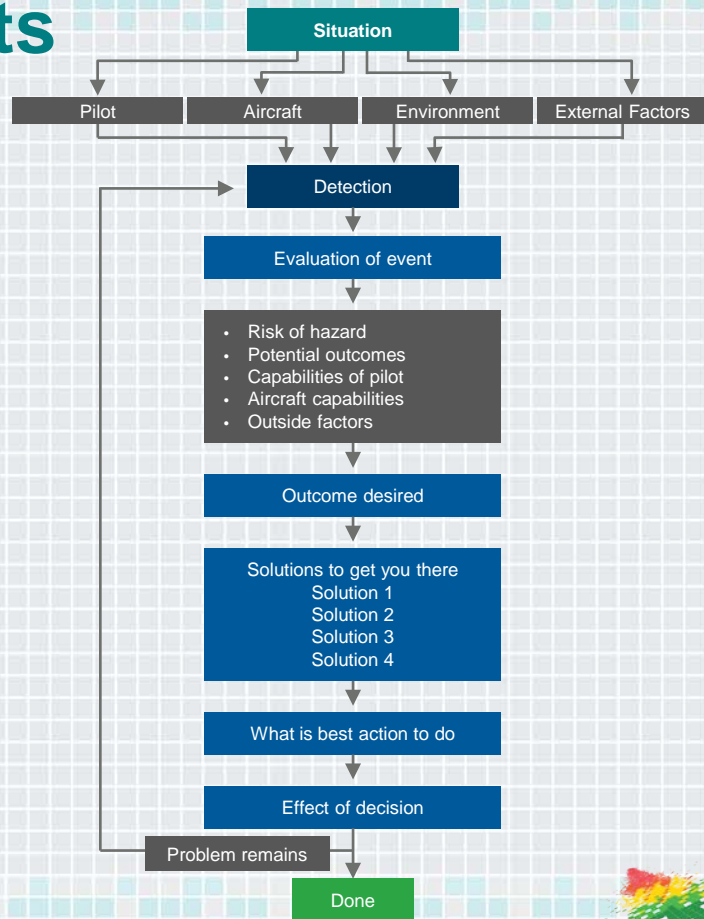 ts
Situation
Pilot
Aircraft
Environment
External Factors
Detection
Evaluation of event
• Risk of hazard
• Potential outcomes
• Capabilities of pilot
• Aircraft capabilities
• Outside factors
Outcome desired
Solutions to get you there
Solution 1
Solution 2
Solution 3
Solution 4
What is best action to do
Effect of decision
Problem remains
Done